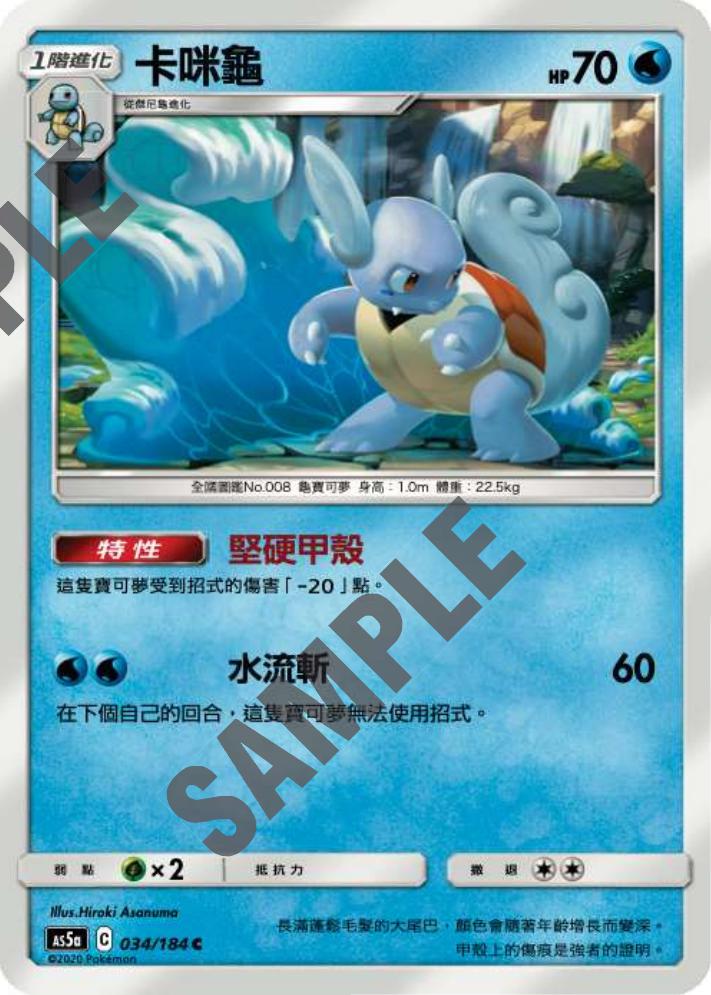 1階進化 卡咪龜 HP70
從傑尼龜進化
全國圖鑑No.008 龜寶可夢 身高：1.0m 體重：22.5kg
特性 堅硬甲殼
這隻寶可夢受到招式的傷害「-20」點。
水流斬 60
在下個自己的回合，這隻寶可夢無法使用招式。
弱點 ×2 抵抗力 撤退
Illus.Hiroki Asanuma
AS5a C 034/184 C
©2020 Pokémon
長滿蓬鬆毛髮的大尾巴，顏色會隨著年齡增長而變深。
甲殼上的傷痕是強者的證明。
SAMPLE
PLE